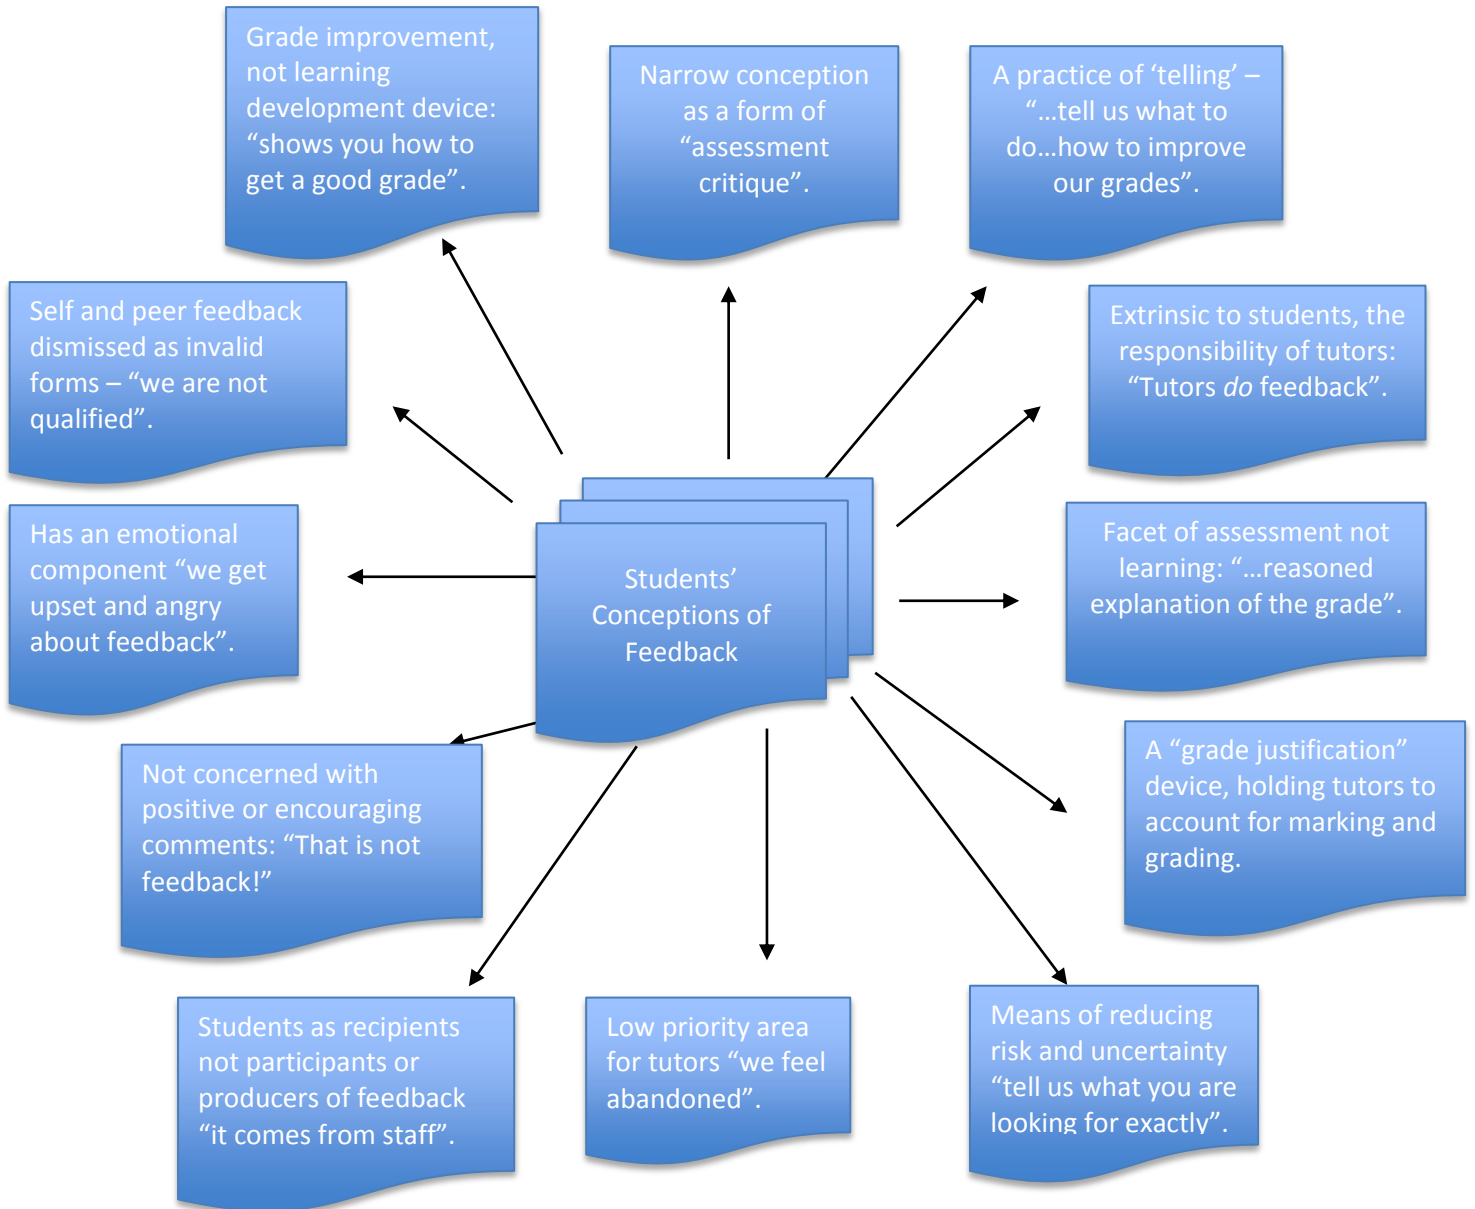 Grade improvement,
not learning
development device:
“shows you how to
get a good grade”.
Narrow conception
as a form of
“assessment
critique”.
A practice of ‘telling’ –
“…tell us what to
do…how to improve
our grades”.
Self and peer feedback
dismissed as invalid
forms – “we are not
qualified”.
Extrinsic to students, the
responsibility of tutors:
“Tutors do feedback”.
Has an emotional
component “we get
upset and angry
about feedback”.
Students’
Conceptions of
Feedback
Facet of assessment not
learning: “…reasoned
explanation of the grade”.
Not concerned with
positive or encouraging
comments: “That is not
feedback!”
A “grade justification”
device, holding tutors to
account for marking and
grading.
Students as recipients
not participants or
producers of feedback
“it comes from staff”.
Low priority area
for tutors “we feel
abandoned”.
Means of reducing
risk and uncertainty
“tell us what you are
looking for exactly”.